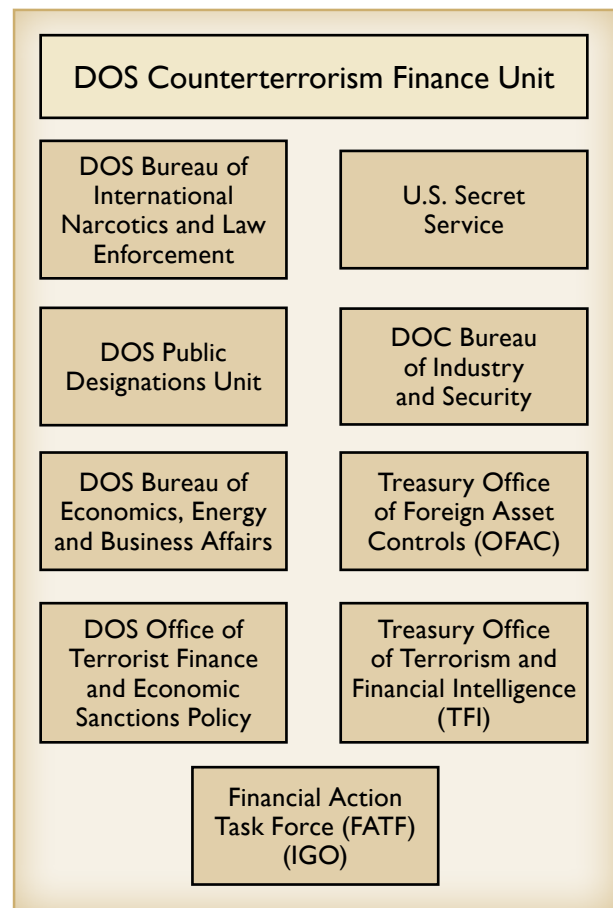 DOS Counterterrorism Finance Unit
DOS Bureau of
International
Narcotics and Law
Enforcement
U.S. Secret
Service
DOS Public
Designations Unit
DOC Bureau
of Industry
and Security
DOS Bureau of
Economics, Energy
and Business Affairs
Treasury Office
of Foreign Asset
Controls (OFAC)
DOS Office of
Terrorist Finance
and Economic
Sanctions Policy
Treasury Office
of Terrorism and
Financial Intelligence
(TFI)
Financial Action
Task Force (FATF)
(IGO)